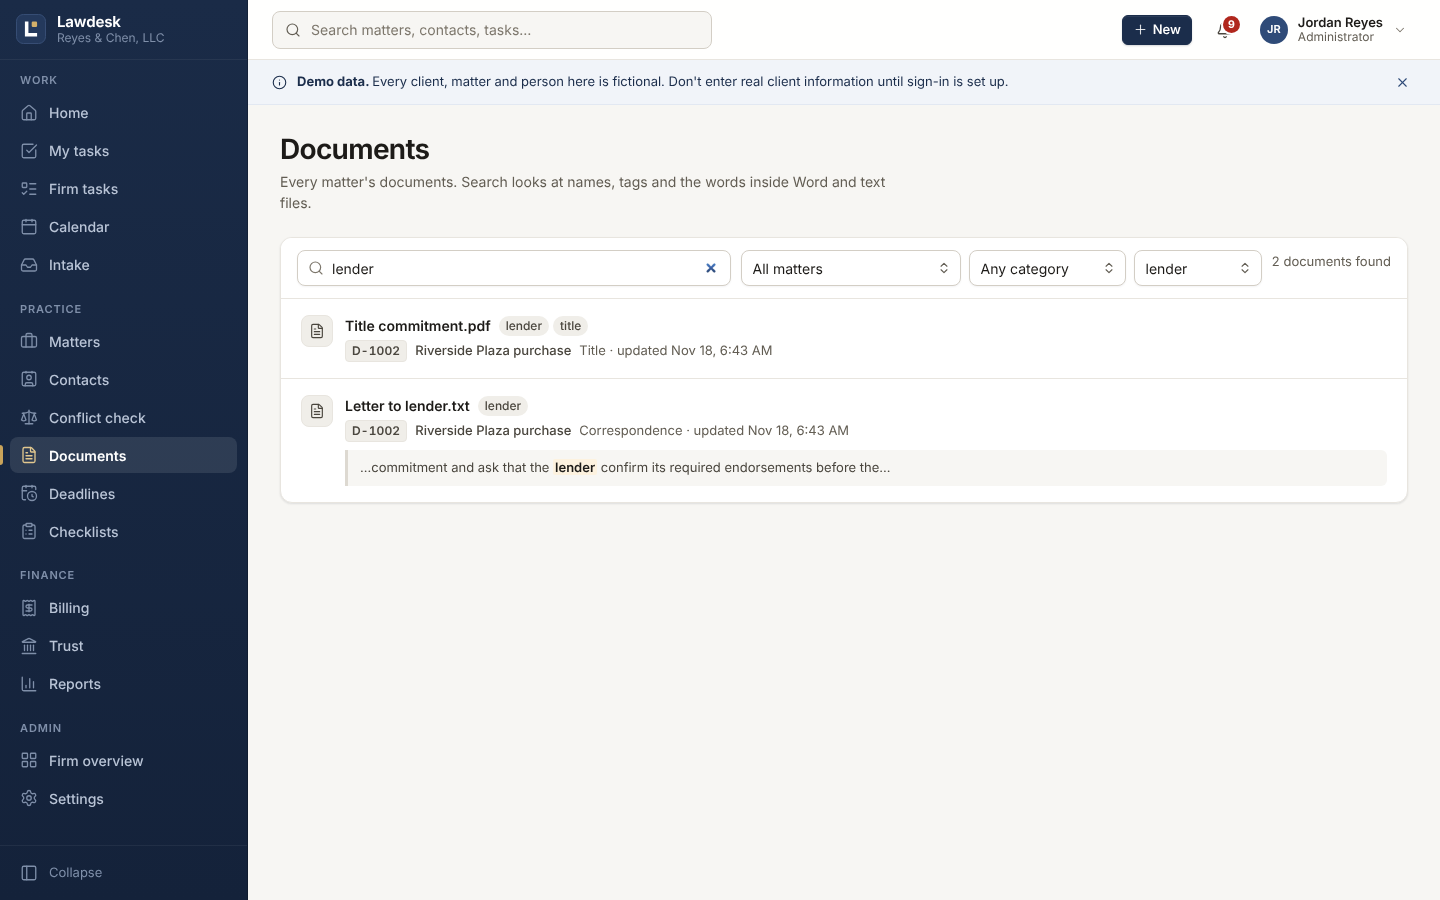 Lawdesk
Reyes & Chen, LLC
WORK
Home
My tasks
Firm tasks
Calendar
Intake
PRACTICE
Matters
Contacts
Conflict check
Documents
Deadlines
Checklists
FINANCE
Billing
Trust
Reports
ADMIN
Firm overview
Settings
Collapse
Search matters, contacts, tasks...
New
9
JR
Jordan Reyes
Administrator
Demo data. Every client, matter and person here is fictional. Don't enter real client information until sign-in is set up.
Documents
Every matter's documents. Search looks at names, tags and the words inside Word and text
files.
lender
All matters
Any category
lender
2 documents found
Title commitment.pdf lender title
D-1002 Riverside Plaza purchase Title · updated Nov 18, 6:43 AM
Letter to lender.txt lender
D-1002 Riverside Plaza purchase Correspondence · updated Nov 18, 6:43 AM
...commitment and ask that the lender confirm its required endorsements before the...